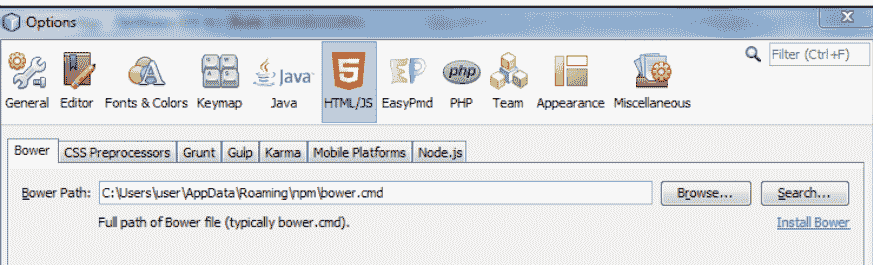 Options
Filter (Ctrl+F)
5 EP php
Java
General Editor Fonts & Colors Keymap Java HTML/JS EasyPmd PHP Team Appearance Miscellaneous
Bower CSS Preprocessors Grunt Gulp Karma Mobile Platforms Node.js
Bower Path: C:\Users\user\AppData\Roaming\npm\bower.cmd Browse... Search...
Full path of Bower file (typically bower.cmd). Install Bower